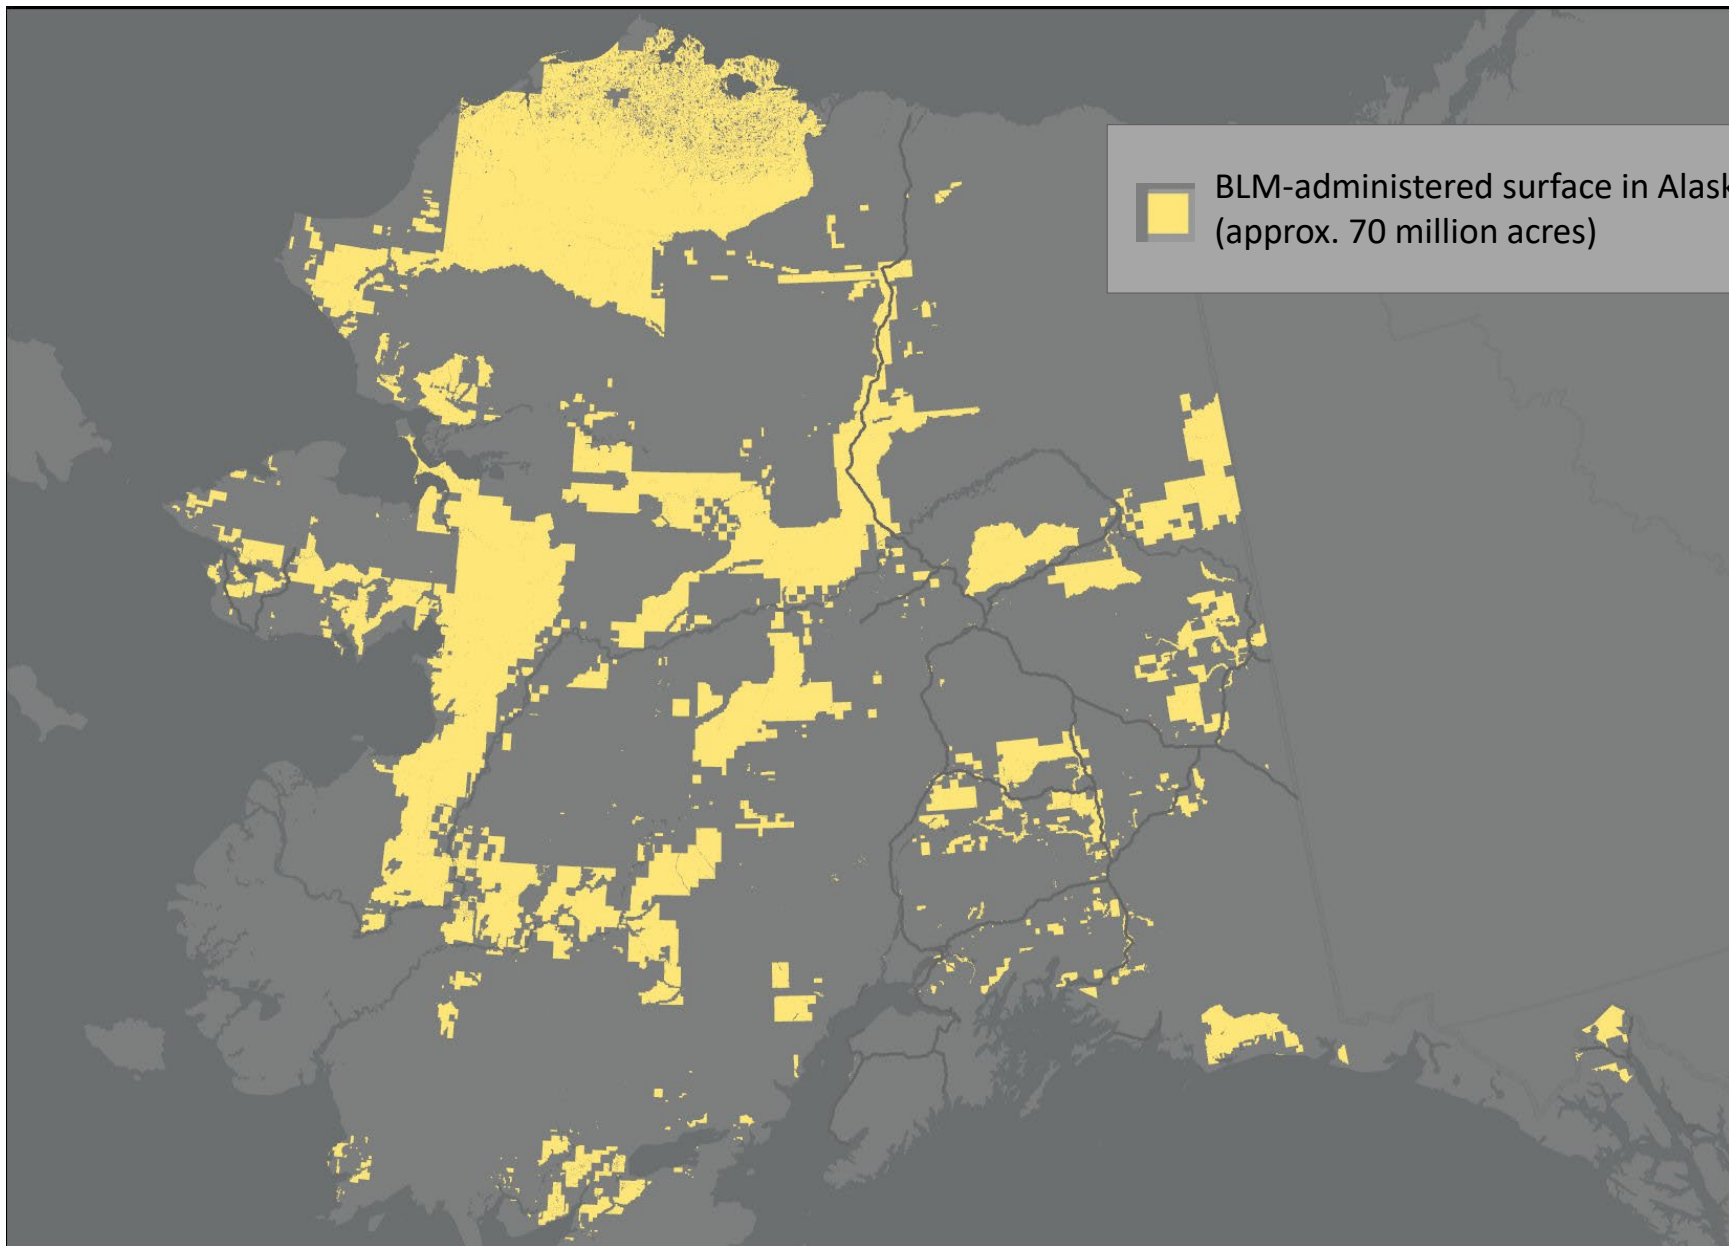 BLM-administered surface in Alask
(approx. 70 million acres)